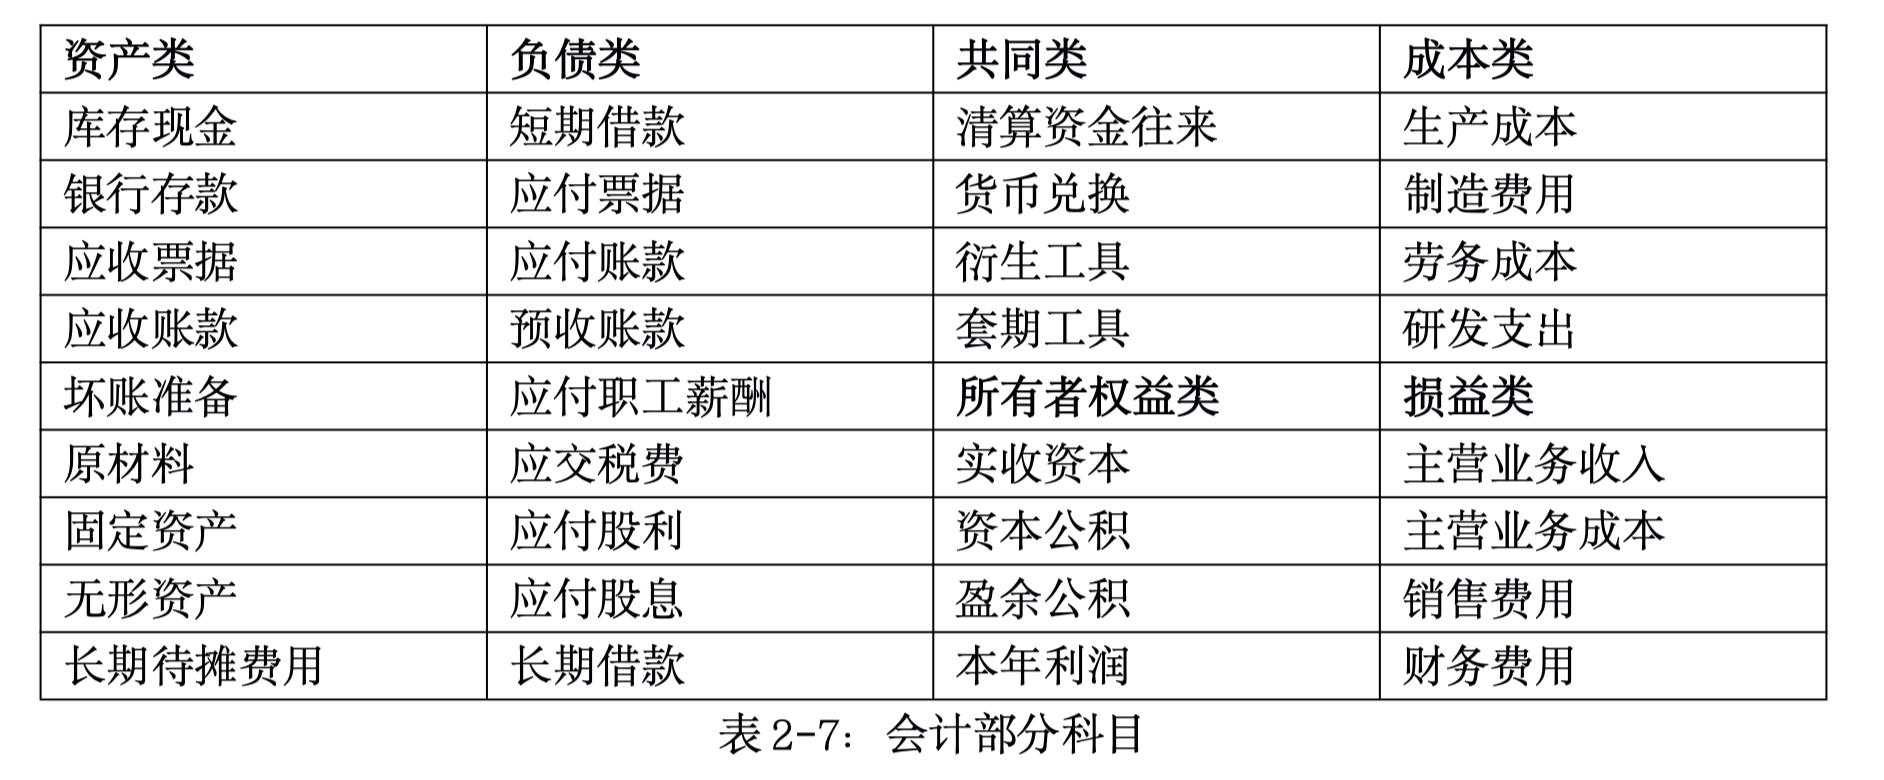 资产类 负债类 共同类 成本类
库存现金 短期借款 清算资金往来 生产成本
银行存款 应付票据 货币兑换 制造费用
应收票据 应付账款 衍生工具 劳务成本
应收账款 预收账款 套期工具 研发支出
坏账准备 应付职工薪酬 所有者权益类 损益类
原材料 应交税费 实收资本 主营业务收入
固定资产 应付股利 资本公积 主营业务成本
无形资产 应付股息 盈余公积 销售费用
长期待摊费用 长期借款 本年利润 财务费用
表 2-7：会计部分科目